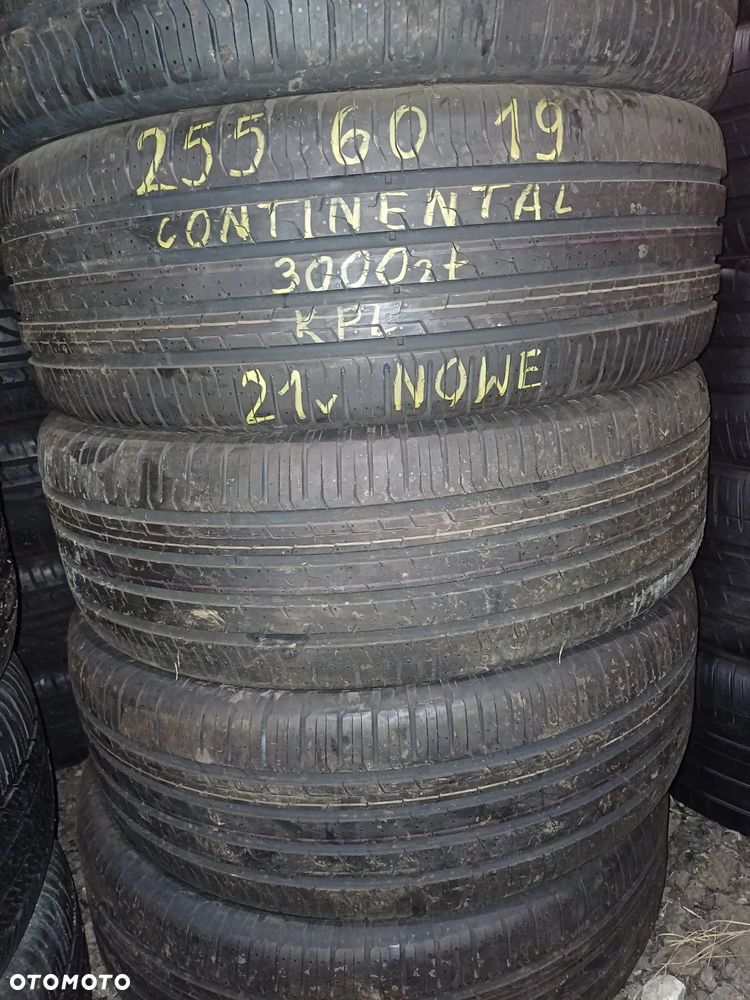 255 60 19
CONTINENTAL
3000zł
KPL
21r NOWE
OTOMOTO